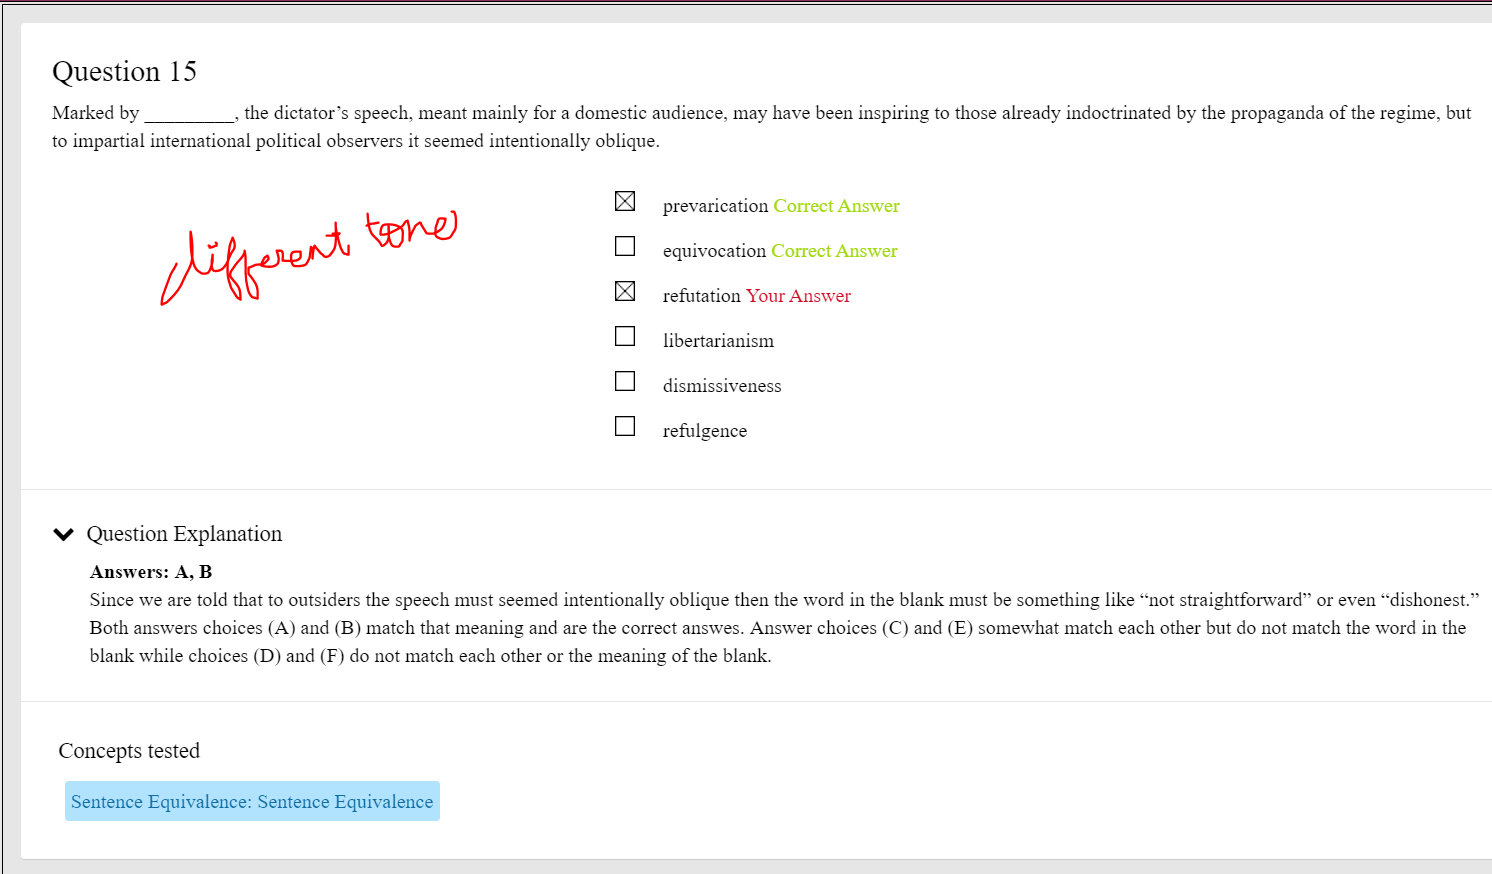 Question 15
Marked by _________, the dictator's speech, meant mainly for a domestic audience, may have been inspiring to those already indoctrinated by the propaganda of the regime, but
to impartial international political observers it seemed intentionally oblique.
different tone
prevarication Correct Answer
equivocation Correct Answer
refutation Your Answer
libertarianism
dismissiveness
refulgence
Question Explanation
Answers: A, B
Since we are told that to outsiders the speech must seemed intentionally oblique then the word in the blank must be something like “not straightforward” or even “dishonest.”
Both answers choices (A) and (B) match that meaning and are the correct answes. Answer choices (C) and (E) somewhat match each other but do not match the word in the
blank while choices (D) and (F) do not match each other or the meaning of the blank.
Concepts tested
Sentence Equivalence: Sentence Equivalence